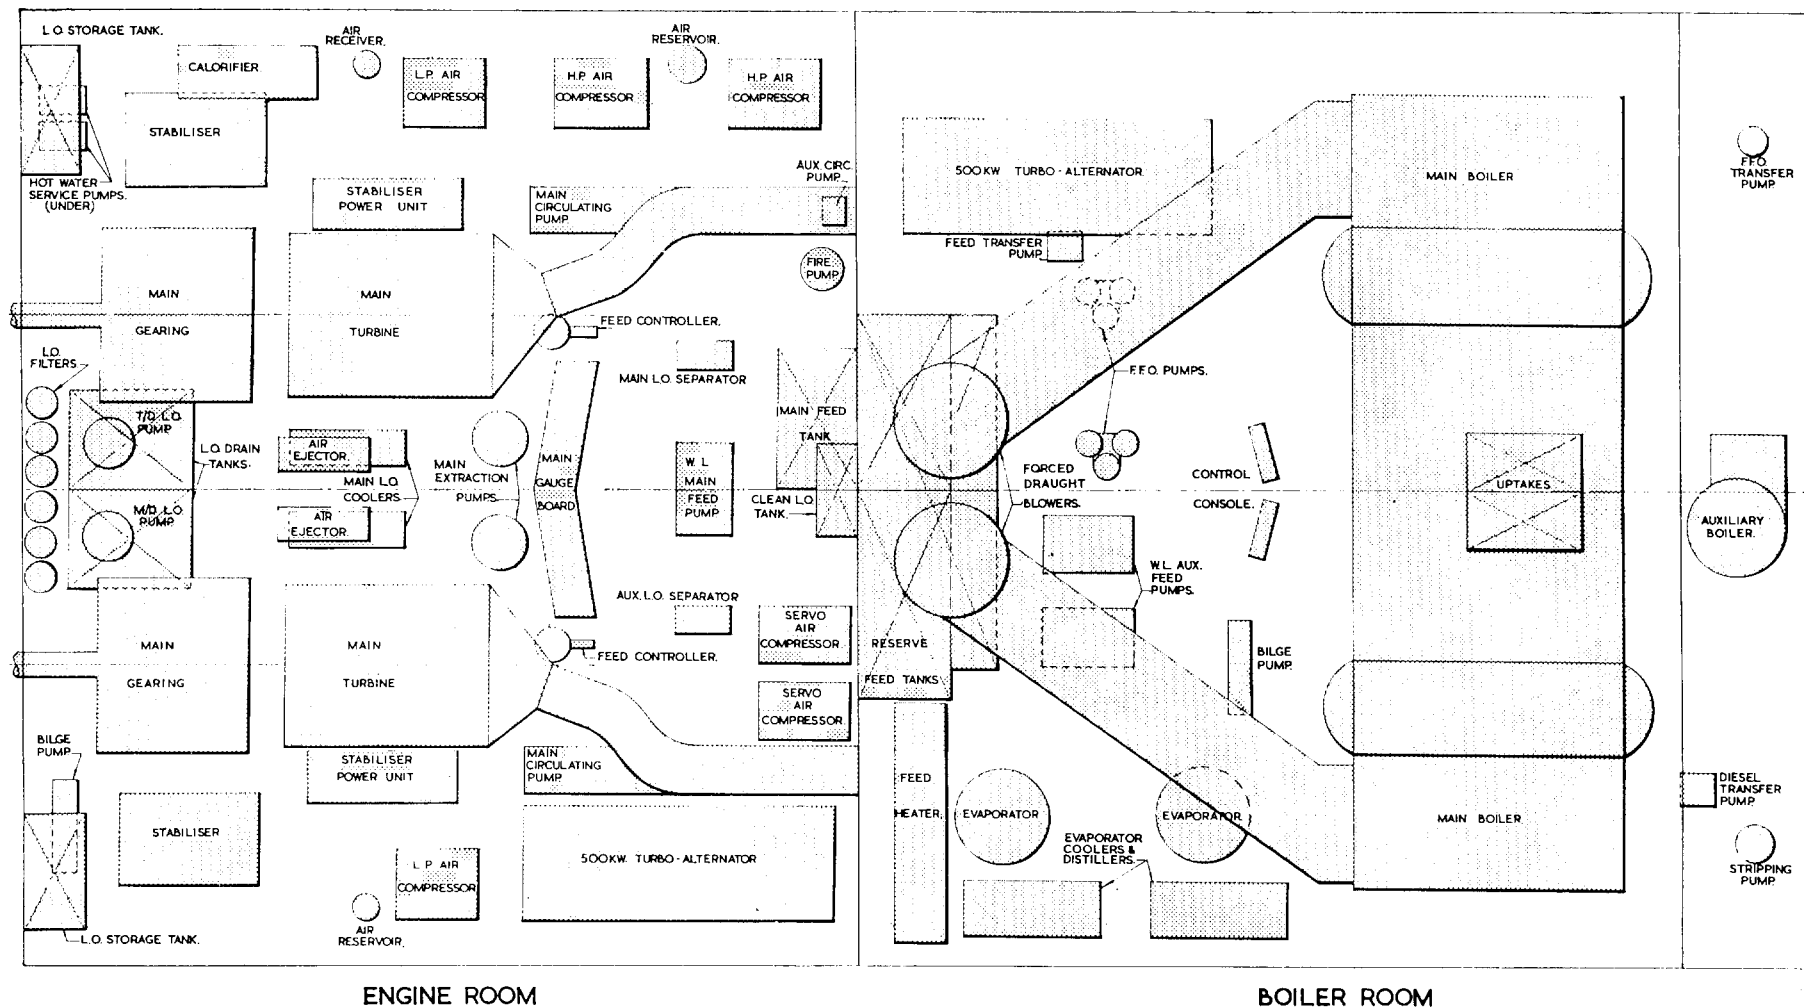 L.O. STORAGE TANK.
CALORIFIER.
AIR
RECEIVER.
L.P. AIR
COMPRESSOR
H.P. AIR
COMPRESSOR
AIR
RESERVOIR.
H.P. AIR
COMPRESSOR
STABILISER
HOT WATER
SERVICE PUMPS.
(UNDER)
STABILISER
POWER UNIT
MAIN
CIRCULATING
PUMP.
AUX. CIRC.
PUMP.
FIRE
PUMP.
MAIN
GEARING
MAIN
TURBINE
FEED CONTROLLER.
MAIN L.O. SEPARATOR
L.O.
FILTERS
T/D L.O.
PUMP.
L.O. DRAIN
TANKS.
M/D L.O.
PUMP.
AIR
EJECTOR.
MAIN L.O.
COOLERS
AIR
EJECTOR.
MAIN
EXTRACTION
PUMPS.
MAIN
GAUGE
BOARD
W. L.
MAIN
FEED
PUMP.
MAIN FEED
TANK
CLEAN L.O.
TANK.
AUX. L.O. SEPARATOR
MAIN
GEARING
MAIN
TURBINE
FEED CONTROLLER.
SERVO
AIR
COMPRESSOR.
SERVO
AIR
COMPRESSOR.
RESERVE
FEED TANKS
BILGE
PUMP.
STABILISER
POWER UNIT
MAIN
CIRCULATING
PUMP.
STABILISER
L.P. AIR
COMPRESSOR
500KW. TURBO-ALTERNATOR
AIR
RESERVOIR.
L.O. STORAGE TANK.
ENGINE ROOM
500KW TURBO-ALTERNATOR.
FEED TRANSFER
PUMP.
MAIN BOILER
F.F.O.
TRANSFER
PUMP.
F.F.O. PUMPS.
FORCED
DRAUGHT
BLOWERS.
CONTROL
CONSOLE.
UPTAKES
AUXILIARY
BOILER.
W.L. AUX.
FEED
PUMPS.
BILGE
PUMP.
FEED
HEATER.
EVAPORATOR
EVAPORATOR.
EVAPORATOR
COOLERS &
DISTILLERS.
MAIN BOILER
DIESEL
TRANSFER
PUMP.
STRIPPING
PUMP.
BOILER ROOM